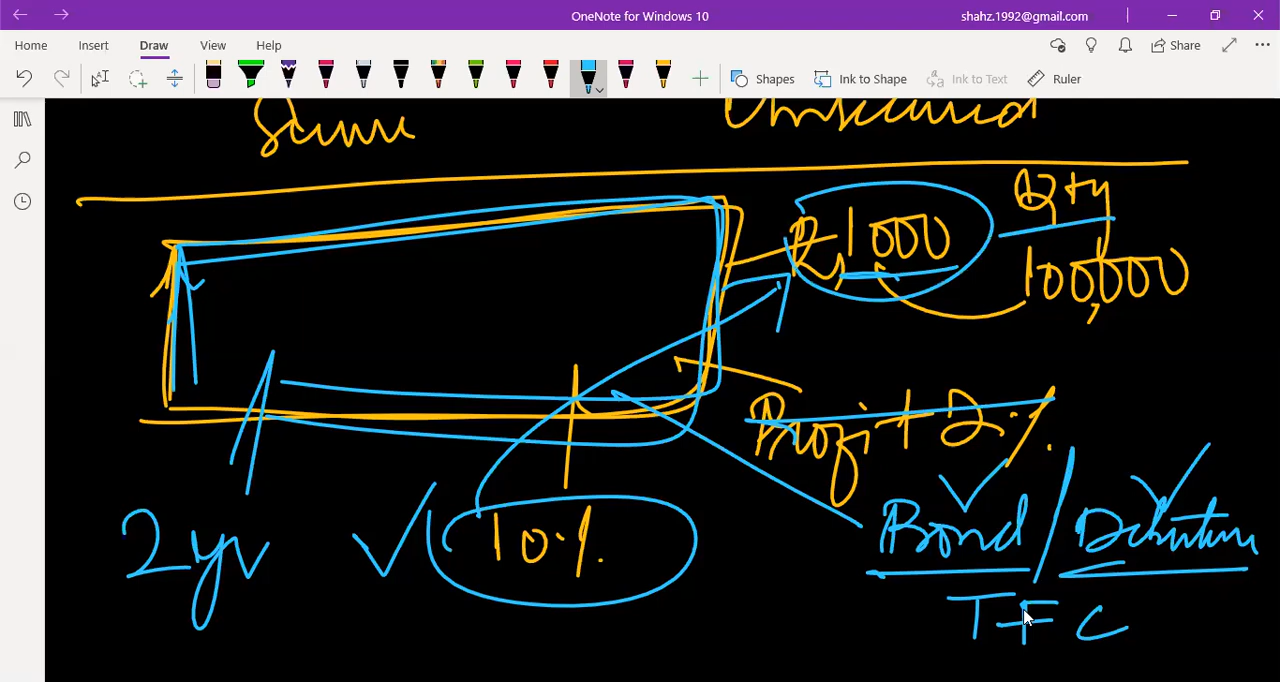 OneNote for Windows 10
shahz.1992@gmail.com
Home Insert Draw View Help
Share
Shapes
Ink to Shape
Ink to Text
Ruler
Unsecured
Rs 1000
Qty
100,000
Profit 2%.
2 yr
10%.
Bond / Debenture
TFC